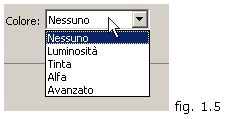 Colore: Nessuno
Nessuno
Luminosità
Tinta
Alfa
Avanzato
fig. 1.5